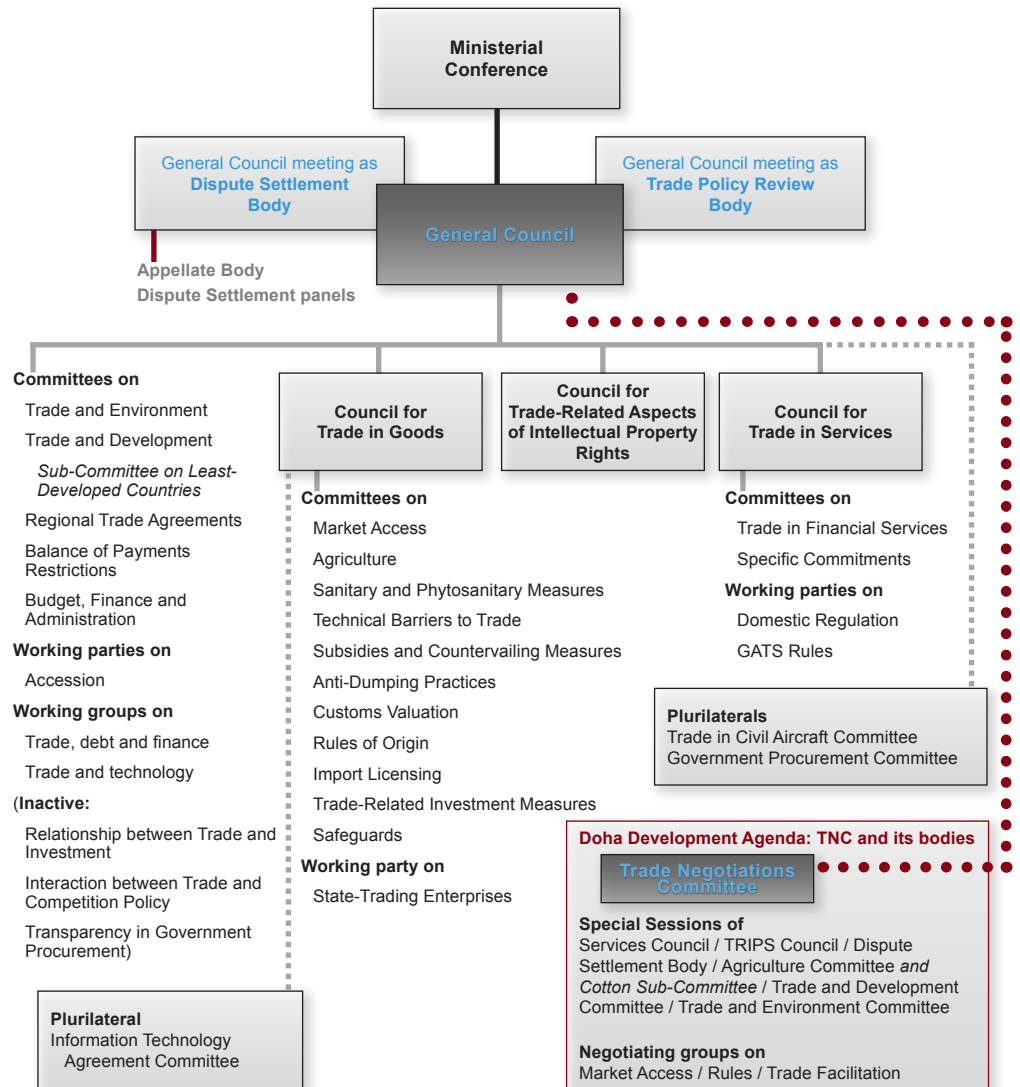 Ministerial
Conference
General Council meeting as
Dispute Settlement
Body
General Council meeting as
Trade Policy Review
Body
General Council
Appellate Body
Dispute Settlement panels
Committees on
Trade and Environment
Trade and Development
Sub-Committee on Least-
Developed Countries
Regional Trade Agreements
Balance of Payments
Restrictions
Budget, Finance and
Administration
Working parties on
Accession
Working groups on
Trade, debt and finance
Trade and technology
(Inactive:
Relationship between Trade and
Investment
Interaction between Trade and
Competition Policy
Transparency in Government
Procurement)
Plurilateral
Information Technology
Agreement Committee
Council for
Trade in Goods
Committees on
Market Access
Agriculture
Sanitary and Phytosanitary Measures
Technical Barriers to Trade
Subsidies and Countervailing Measures
Anti-Dumping Practices
Customs Valuation
Rules of Origin
Import Licensing
Trade-Related Investment Measures
Safeguards
Working party on
State-Trading Enterprises
Council for
Trade-Related Aspects
of Intellectual Property
Rights
Council for
Trade in Services
Committees on
Trade in Financial Services
Specific Commitments
Working parties on
Domestic Regulation
GATS Rules
Plurilaterals
Trade in Civil Aircraft Committee
Government Procurement Committee
Doha Development Agenda: TNC and its bodies
Trade Negotiations
Committee
Special Sessions of
Services Council / TRIPS Council / Dispute
Settlement Body / Agriculture Committee and
Cotton Sub-Committee / Trade and Development
Committee / Trade and Environment Committee
Negotiating groups on
Market Access / Rules / Trade Facilitation